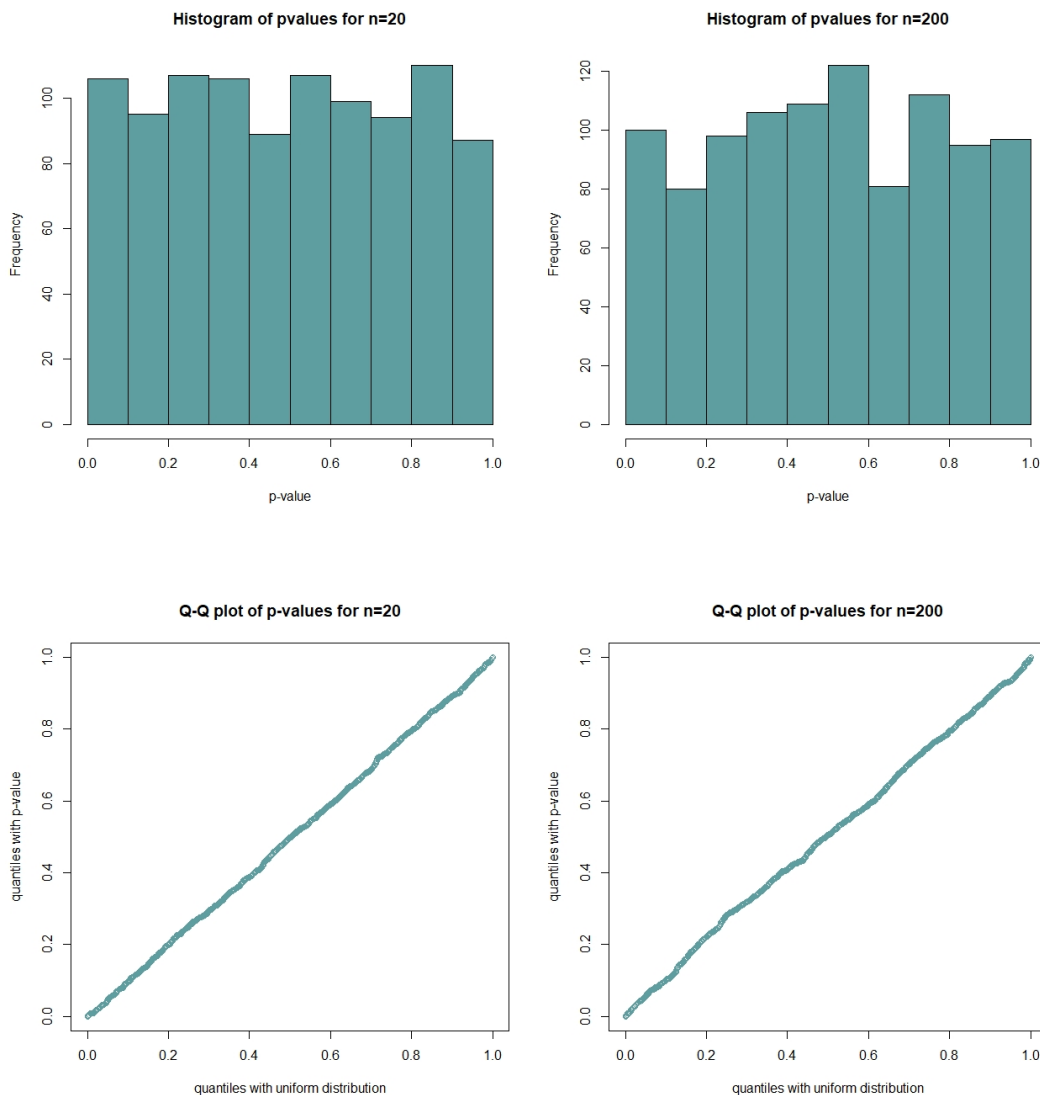 Histogram of pvalues for n=20
Frequency
0 20 40 60 80 100
0.0 0.2 0.4 0.6 0.8 1.0
p-value
Histogram of pvalues for n=200
Frequency
0 20 40 60 80 100 120
0.0 0.2 0.4 0.6 0.8 1.0
p-value
Q-Q plot of p-values for n=20
quantiles with p-value
0.0 0.2 0.4 0.6 0.8 1.0
0.0 0.2 0.4 0.6 0.8 1.0
quantiles with uniform distribution
Q-Q plot of p-values for n=200
quantiles with p-value
0.0 0.2 0.4 0.6 0.8 1.0
0.0 0.2 0.4 0.6 0.8 1.0
quantiles with uniform distribution